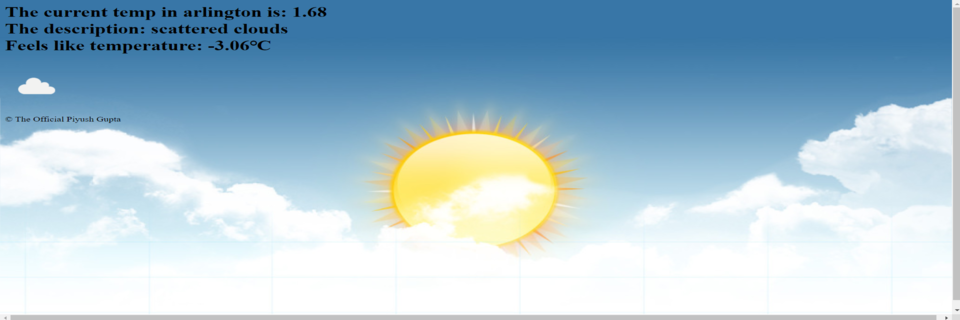 The current temp in arlington is: 1.68
The description: scattered clouds
Feels like temperature: -3.06°C
© The Official Piyush Gupta